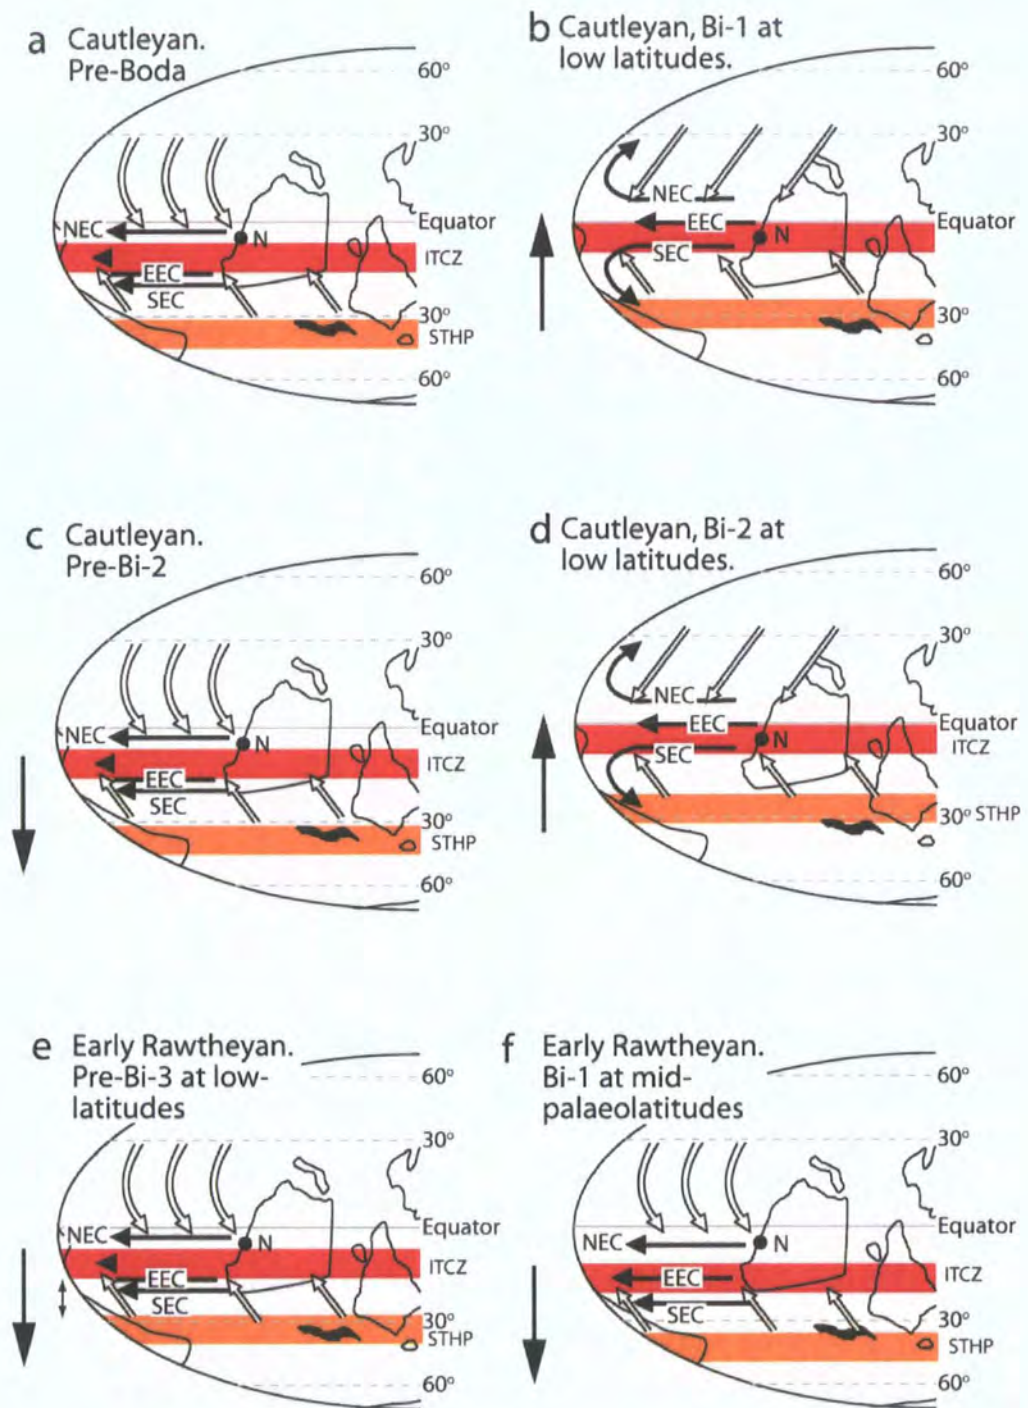 a Cautleyan.
Pre-Boda
60°
30°
NEC
Equator
N
ITCZ
EEC
SEC
30°
STHP
60°
b Cautleyan, Bi-1 at
low latitudes.
60°
30°
NEC
Equator
EEC
N
SEC
ITCZ
30°
STHP
60°
c Cautleyan.
Pre-Bi-2
60°
30°
NEC
Equator
N
ITCZ
EEC
SEC
30°
STHP
60°
d Cautleyan, Bi-2 at
low latitudes.
60°
30°
NEC
Equator
EEC
N
SEC
ITCZ
30° STHP
60°
e Early Rawtheyan.
Pre-Bi-3 at low-
latitudes
60°
30°
NEC
Equator
N
ITCZ
EEC
SEC
30°
STHP
60°
f Early Rawtheyan.
Bi-1 at mid-
palaeolatitudes
60°
30°
Equator
NEC
N
EEC
ITCZ
SEC
30°
STHP
60°